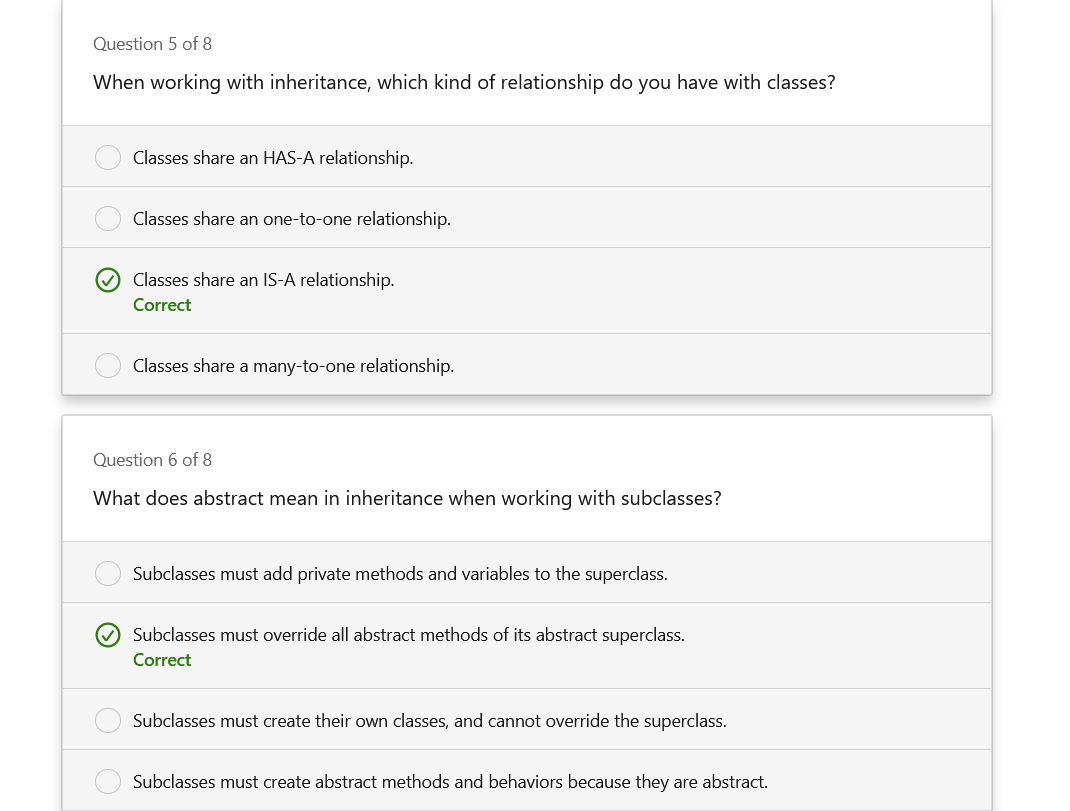 Question 5 of 8
When working with inheritance, which kind of relationship do you have with classes?
Classes share an HAS-A relationship.
Classes share an one-to-one relationship.
Classes share an IS-A relationship.
Correct
Classes share a many-to-one relationship.
Question 6 of 8
What does abstract mean in inheritance when working with subclasses?
Subclasses must add private methods and variables to the superclass.
Subclasses must override all abstract methods of its abstract superclass.
Correct
Subclasses must create their own classes, and cannot override the superclass.
Subclasses must create abstract methods and behaviors because they are abstract.